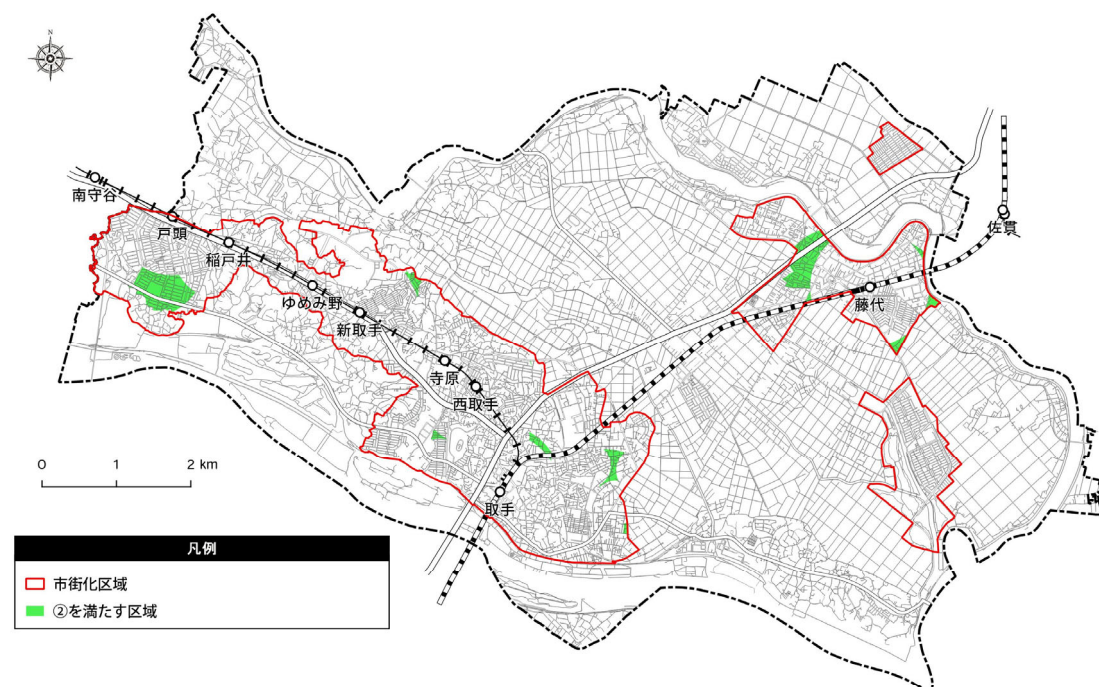 N
南守谷
戸頭
稲戸井
ゆめみ野
新取手
寺原
西取手
取手
藤代
佐貫
0 1 2 km
凡例
市街化区域
②を満たす区域